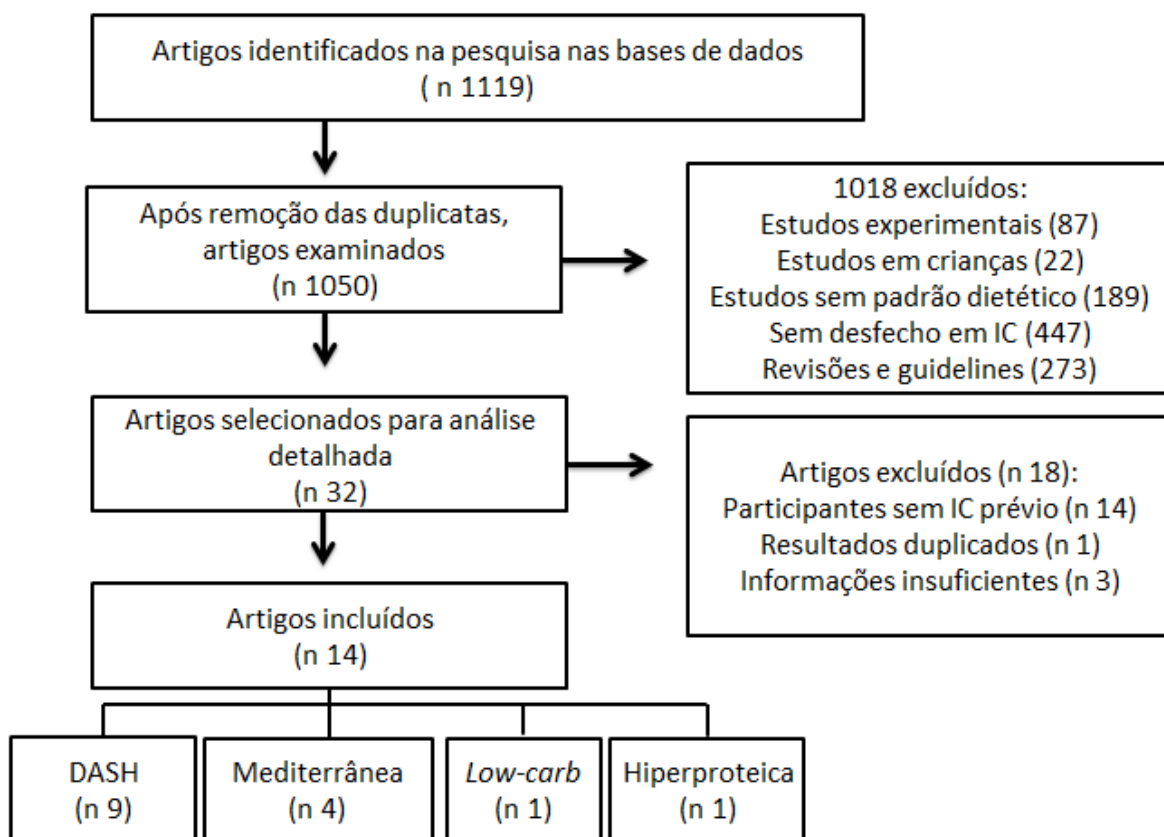 Artigos identificados na pesquisa nas bases de dados
( n 1119)
Após remoção das duplicatas,
artigos examinados
(n 1050)
1018 excluídos:
Estudos experimentais (87)
Estudos em crianças (22)
Estudos sem padrão dietético (189)
Sem desfecho em IC (447)
Revisões e guidelines (273)
Artigos selecionados para análise
detalhada
(n 32)
Artigos excluídos (n 18):
Participantes sem IC prévio (n 14)
Resultados duplicados (n 1)
Informações insuficientes (n 3)
Artigos incluídos
(n 14)
DASH
(n 9)
Mediterrânea
(n 4)
Low-carb
(n 1)
Hiperproteica
(n 1)